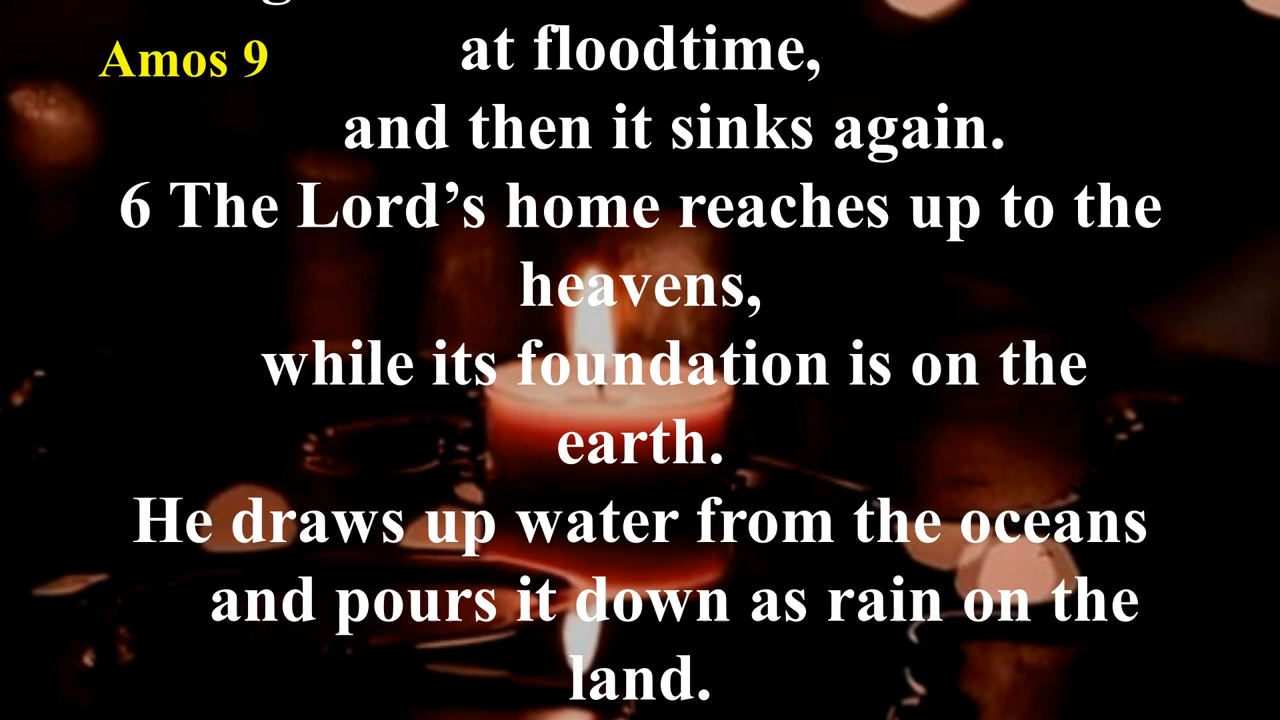 Amos 9
at floodtime,
and then it sinks again.
6 The Lord’s home reaches up to the
heavens,
while its foundation is on the
earth.
He draws up water from the oceans
and pours it down as rain on the
land.